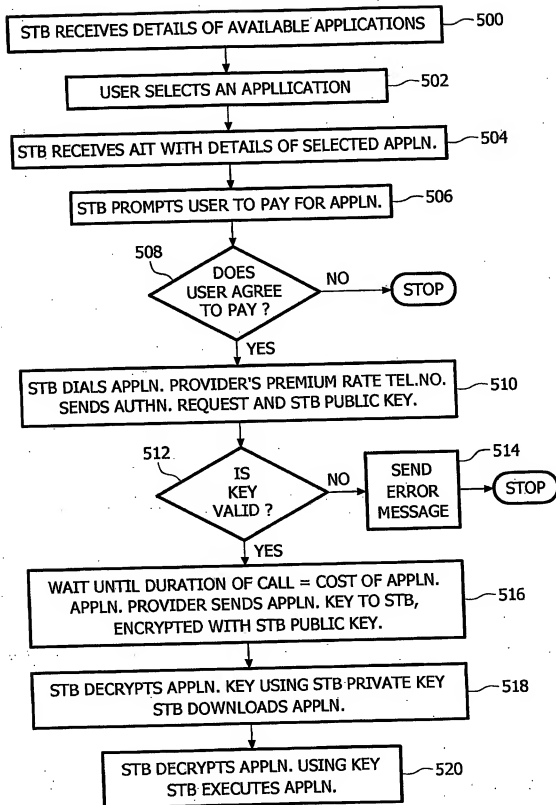 STB RECEIVES DETAILS OF AVAILABLE APPLICATIONS
500
USER SELECTS AN APPLLICATION
502
STB RECEIVES AIT WITH DETAILS OF SELECTED APPLN.
504
STB PROMPTS USER TO PAY FOR APPLN.
506
508
DOES
USER AGREE
TO PAY ?
NO
STOP
YES
STB DIALS APPLN. PROVIDER'S PREMIUM RATE TEL.NO.
SENDS AUTHN. REQUEST AND STB PUBLIC KEY.
510
512
IS
KEY
VALID ?
NO
514
SEND
ERROR
MESSAGE
STOP
YES
WAIT UNTIL DURATION OF CALL = COST OF APPLN.
APPLN. PROVIDER SENDS APPLN. KEY TO STB,
ENCRYPTED WITH STB PUBLIC KEY.
516
STB DECRYPTS APPLN. KEY USING STB PRIVATE KEY
STB DOWNLOADS APPLN.
518
STB DECRYPTS APPLN. USING KEY
STB EXECUTES APPLN.
520